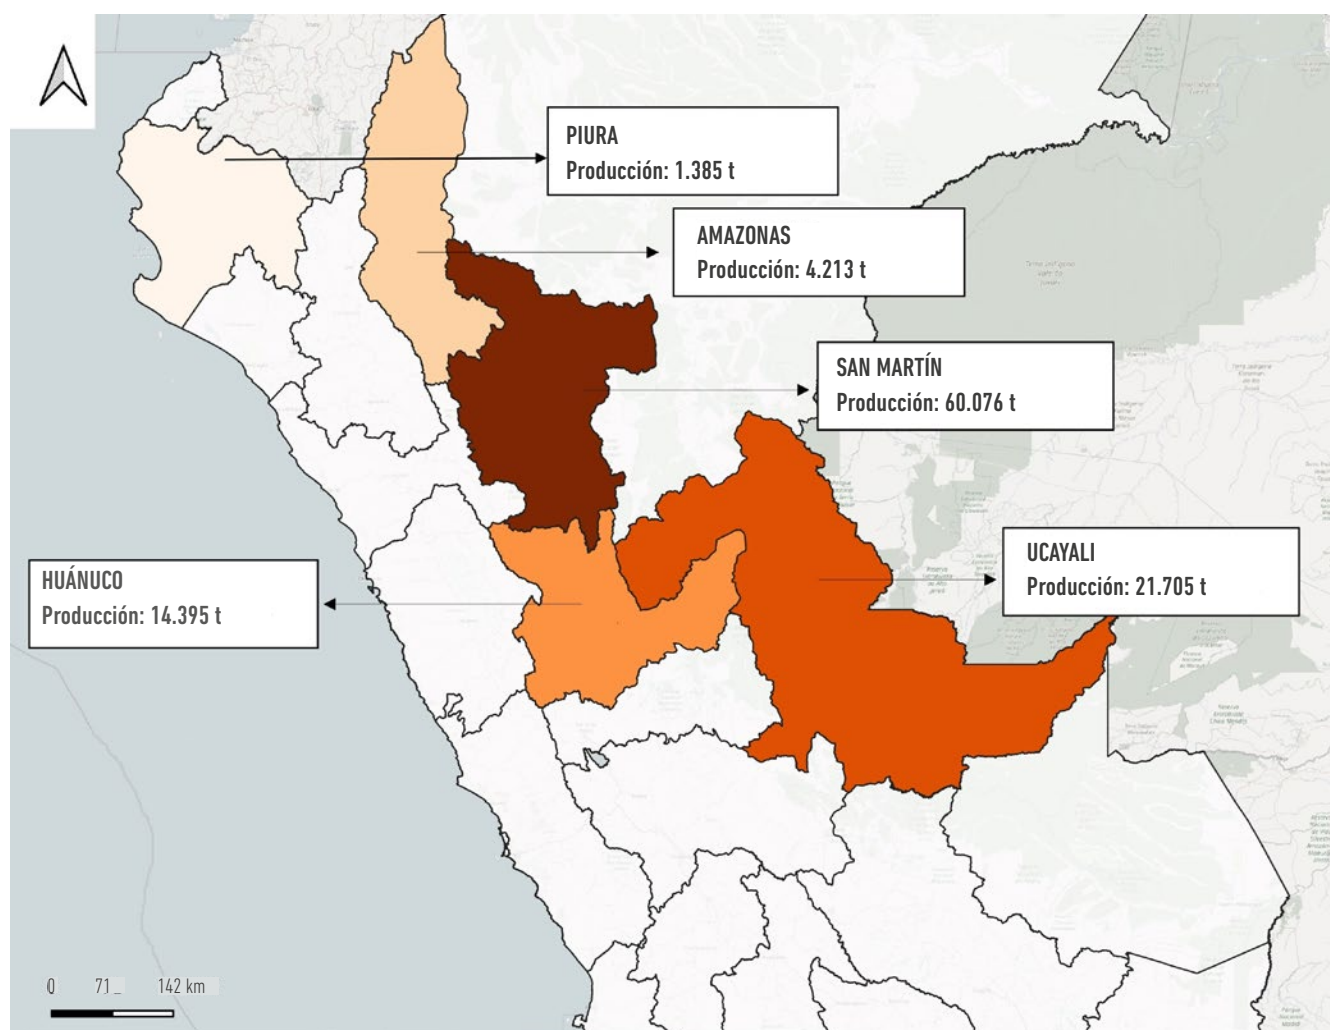 PIURA
Producción: 1.385 t
AMAZONAS
Producción: 4.213 t
SAN MARTÍN
Producción: 60.076 t
UCAYALI
Producción: 21.705 t
HUÁNUCO
Producción: 14.395 t
0 71 142 km